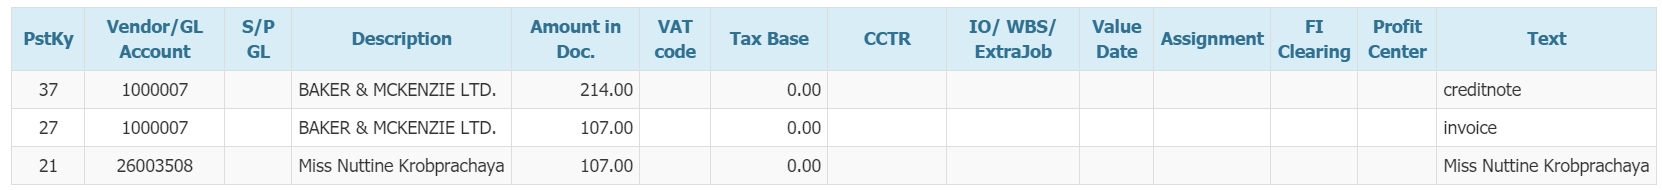 PstKy Vendor/GL Account S/P GL Description Amount in Doc. VAT code Tax Base CCTR IO/ WBS/ ExtraJob Value Date Assignment FI Clearing Profit Center Text
37 1000007 BAKER & MCKENZIE LTD. 214.00 0.00 creditnote
27 1000007 BAKER & MCKENZIE LTD. 107.00 0.00 invoice
21 26003508 Miss Nuttine Krobprachaya 107.00 0.00 Miss Nuttine Krobprachaya